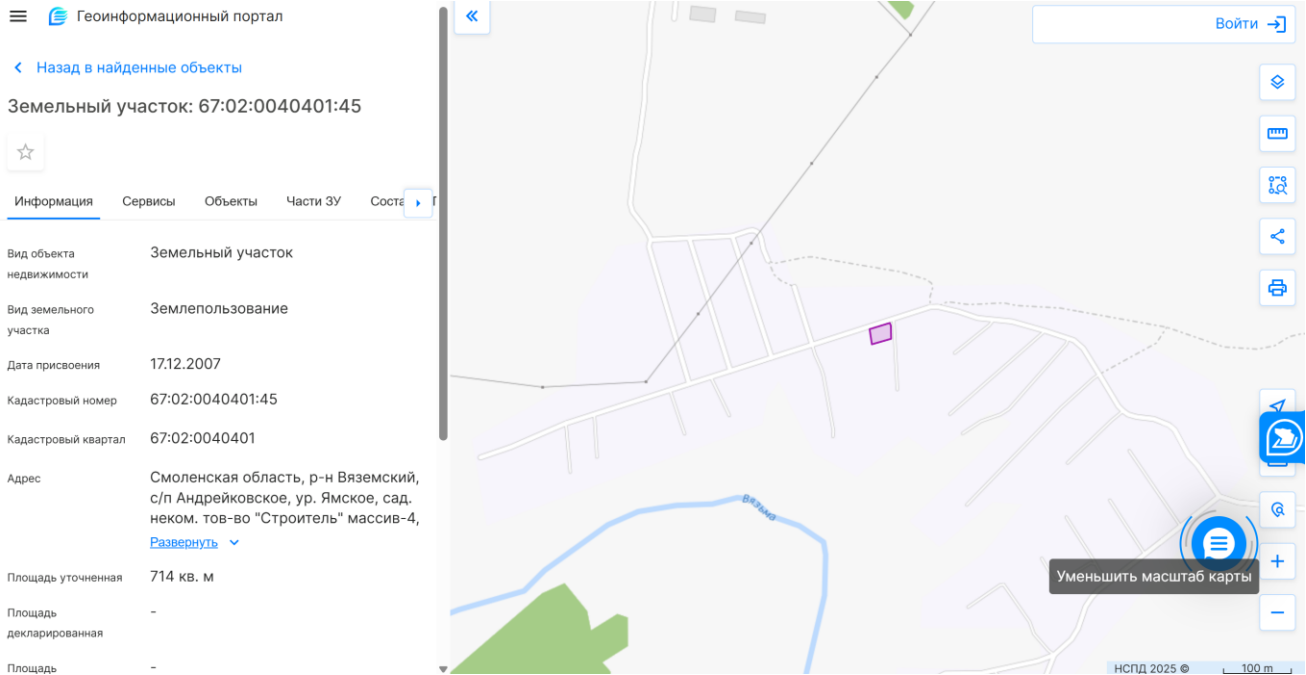 Геоинформационный портал
Войти
Назад в найденные объекты
Земельный участок: 67:02:0040401:45
Информация Сервисы Объекты Части ЗУ Соста
Вид объекта недвижимости Земельный участок
Вид земельного участка Землепользование
Дата присвоения 17.12.2007
Кадастровый номер 67:02:0040401:45
Кадастровый квартал 67:02:0040401
Адрес Смоленская область, р-н Вяземский,
с/п Андрейковское, ур. Ямское, сад.
неком. тов-во "Строитель" массив-4,
Развернуть
Площадь уточненная 714 кв. м
Площадь декларированная -
Площадь -
Вязьма
Уменьшить масштаб карты
НСПД 2025 © 100 m